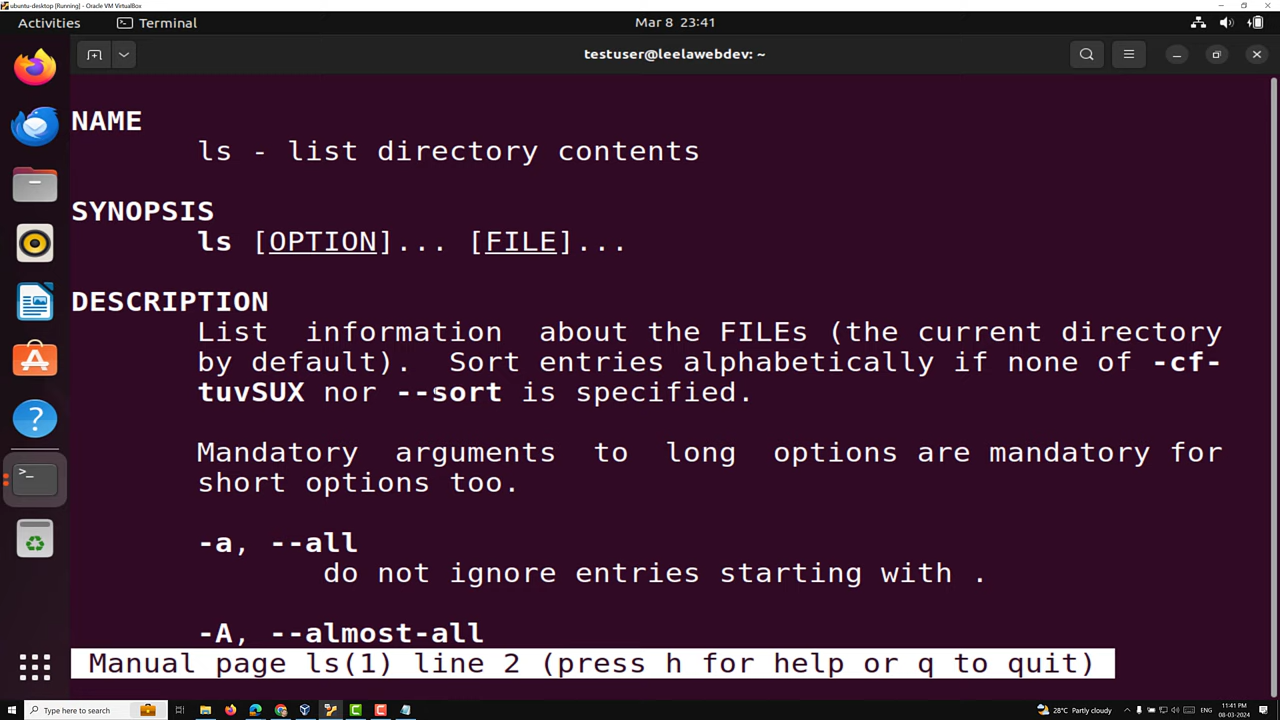 ubuntu-desktop [Running] - Oracle VM VirtualBox
Activities
Terminal
Mar 8 23:41
testuser@leelawebdev: ~
NAME
ls - list directory contents
SYNOPSIS
ls [OPTION]... [FILE]...
DESCRIPTION
List information about the FILEs (the current directory
by default). Sort entries alphabetically if none of -cf-
tuvSUX nor --sort is specified.
Mandatory arguments to long options are mandatory for
short options too.
-a, --all
do not ignore entries starting with .
-A, --almost-all
Manual page ls(1) line 2 (press h for help or q to quit)
Type here to search
28°C Partly cloudy
ENG
11:41 PM
08-03-2024